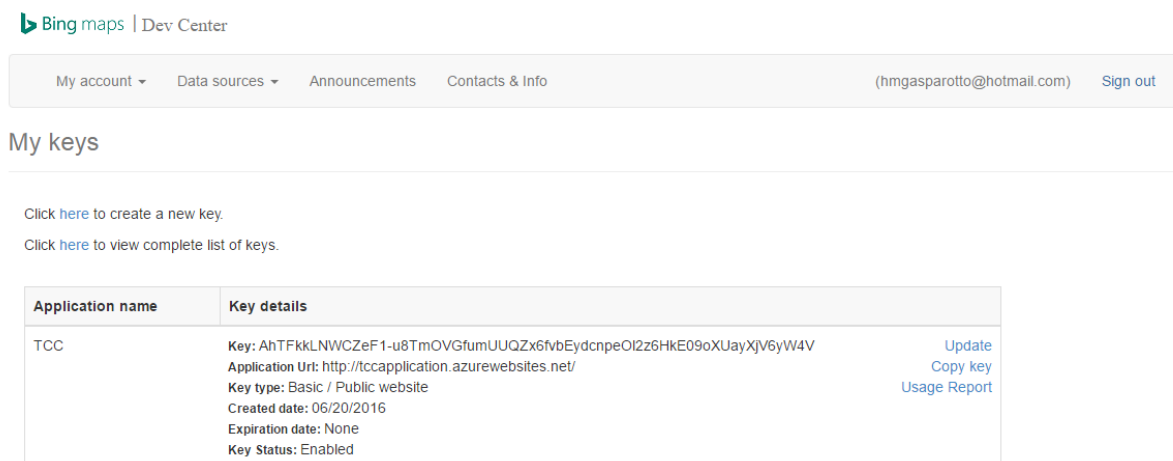 Bing maps | Dev Center
My account Data sources Announcements Contacts & Info (hmgasparotto@hotmail.com) Sign out
My keys
Click here to create a new key.
Click here to view complete list of keys.
Application name Key details
TCC Key: AhTFkkLNWCZeF1-u8TmOVGfumUUQZx6fvbEydcnpeOl2z6HkE09oXUayXjV6yW4V Update
Application Url: http://tccapplication.azurewebsites.net/ Copy key
Key type: Basic / Public website Usage Report
Created date: 06/20/2016
Expiration date: None
Key Status: Enabled